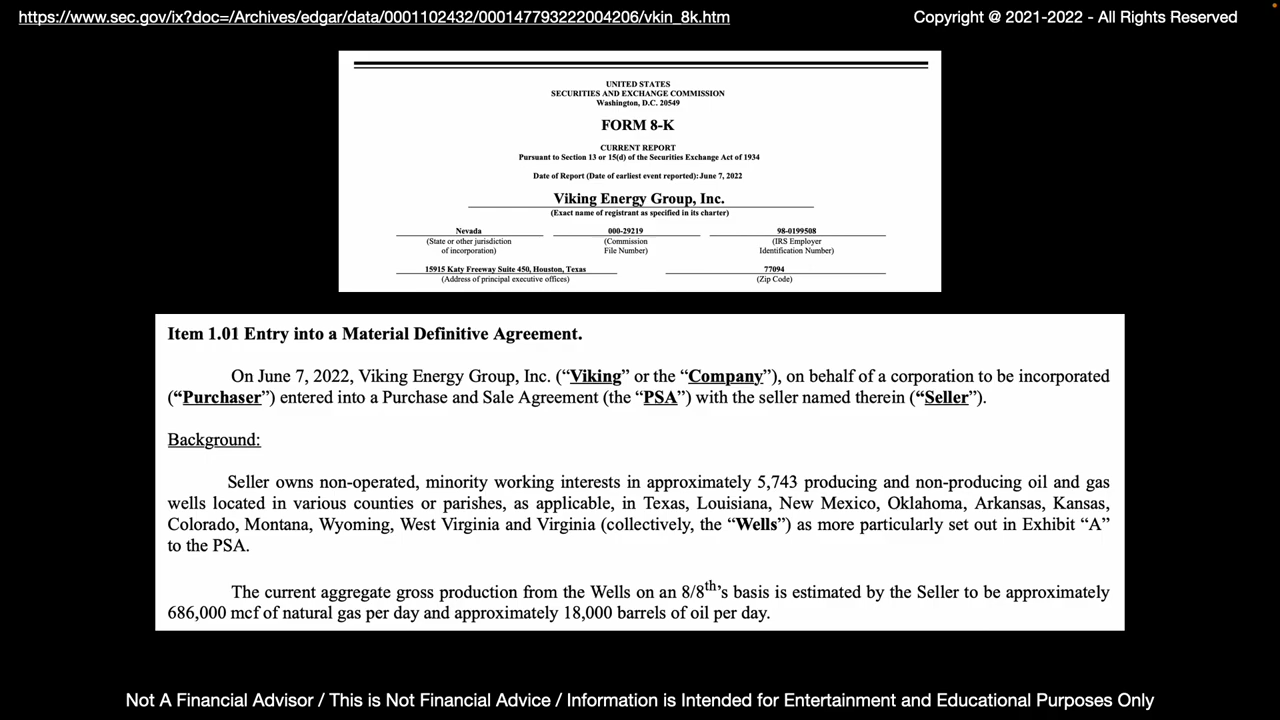 https://www.sec.gov/ix?doc=/Archives/edgar/data/0001102432/000147793222004206/vkin_8k.htm
Copyright @ 2021-2022 - All Rights Reserved
UNITED STATES
SECURITIES AND EXCHANGE COMMISSION
Washington, D.C. 20549
FORM 8-K
CURRENT REPORT
Pursuant to Section 13 or 15(d) of the Securities Exchange Act of 1934
Date of Report (Date of earliest event reported): June 7, 2022
Viking Energy Group, Inc.
(Exact name of registrant as specified in its charter)
Nevada 000-29219 98-0199508
(State or other jurisdiction (Commission (IRS Employer
of incorporation) File Number) Identification Number)
15915 Katy Freeway Suite 450, Houston, Texas 77094
(Address of principal executive offices) (Zip Code)
Item 1.01 Entry into a Material Definitive Agreement.
On June 7, 2022, Viking Energy Group, Inc. (“Viking” or the “Company”), on behalf of a corporation to be incorporated
(“Purchaser”) entered into a Purchase and Sale Agreement (the “PSA”) with the seller named therein (“Seller”).
Background:
Seller owns non-operated, minority working interests in approximately 5,743 producing and non-producing oil and gas
wells located in various counties or parishes, as applicable, in Texas, Louisiana, New Mexico, Oklahoma, Arkansas, Kansas,
Colorado, Montana, Wyoming, West Virginia and Virginia (collectively, the “Wells”) as more particularly set out in Exhibit “A”
to the PSA.
The current aggregate gross production from the Wells on an 8/8th’s basis is estimated by the Seller to be approximately
686,000 mcf of natural gas per day and approximately 18,000 barrels of oil per day.
Not A Financial Advisor / This is Not Financial Advice / Information is Intended for Entertainment and Educational Purposes Only